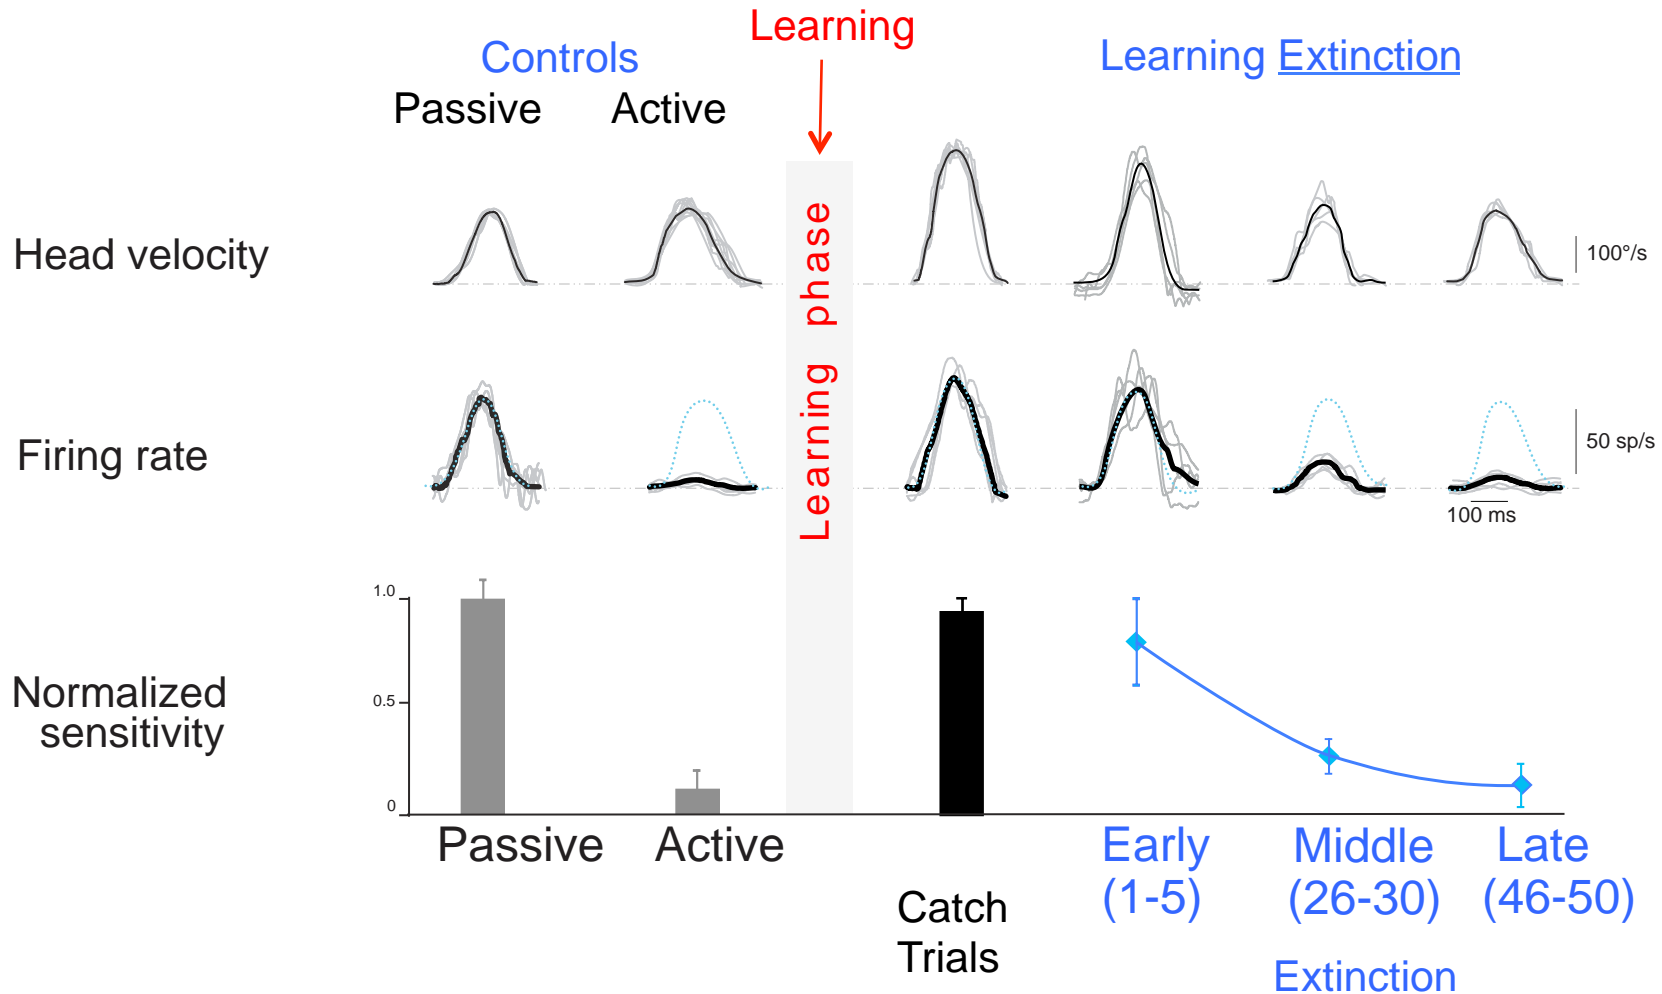 Learning
Controls
Learning Extinction
Passive
Active
Head velocity
100°/s
Learning phase
Firing rate
50 sp/s
100 ms
1.0
0.5
0
Normalized
sensitivity
Passive
Active
Early
(1-5)
Middle
(26-30)
Late
(46-50)
Catch
Trials
Extinction